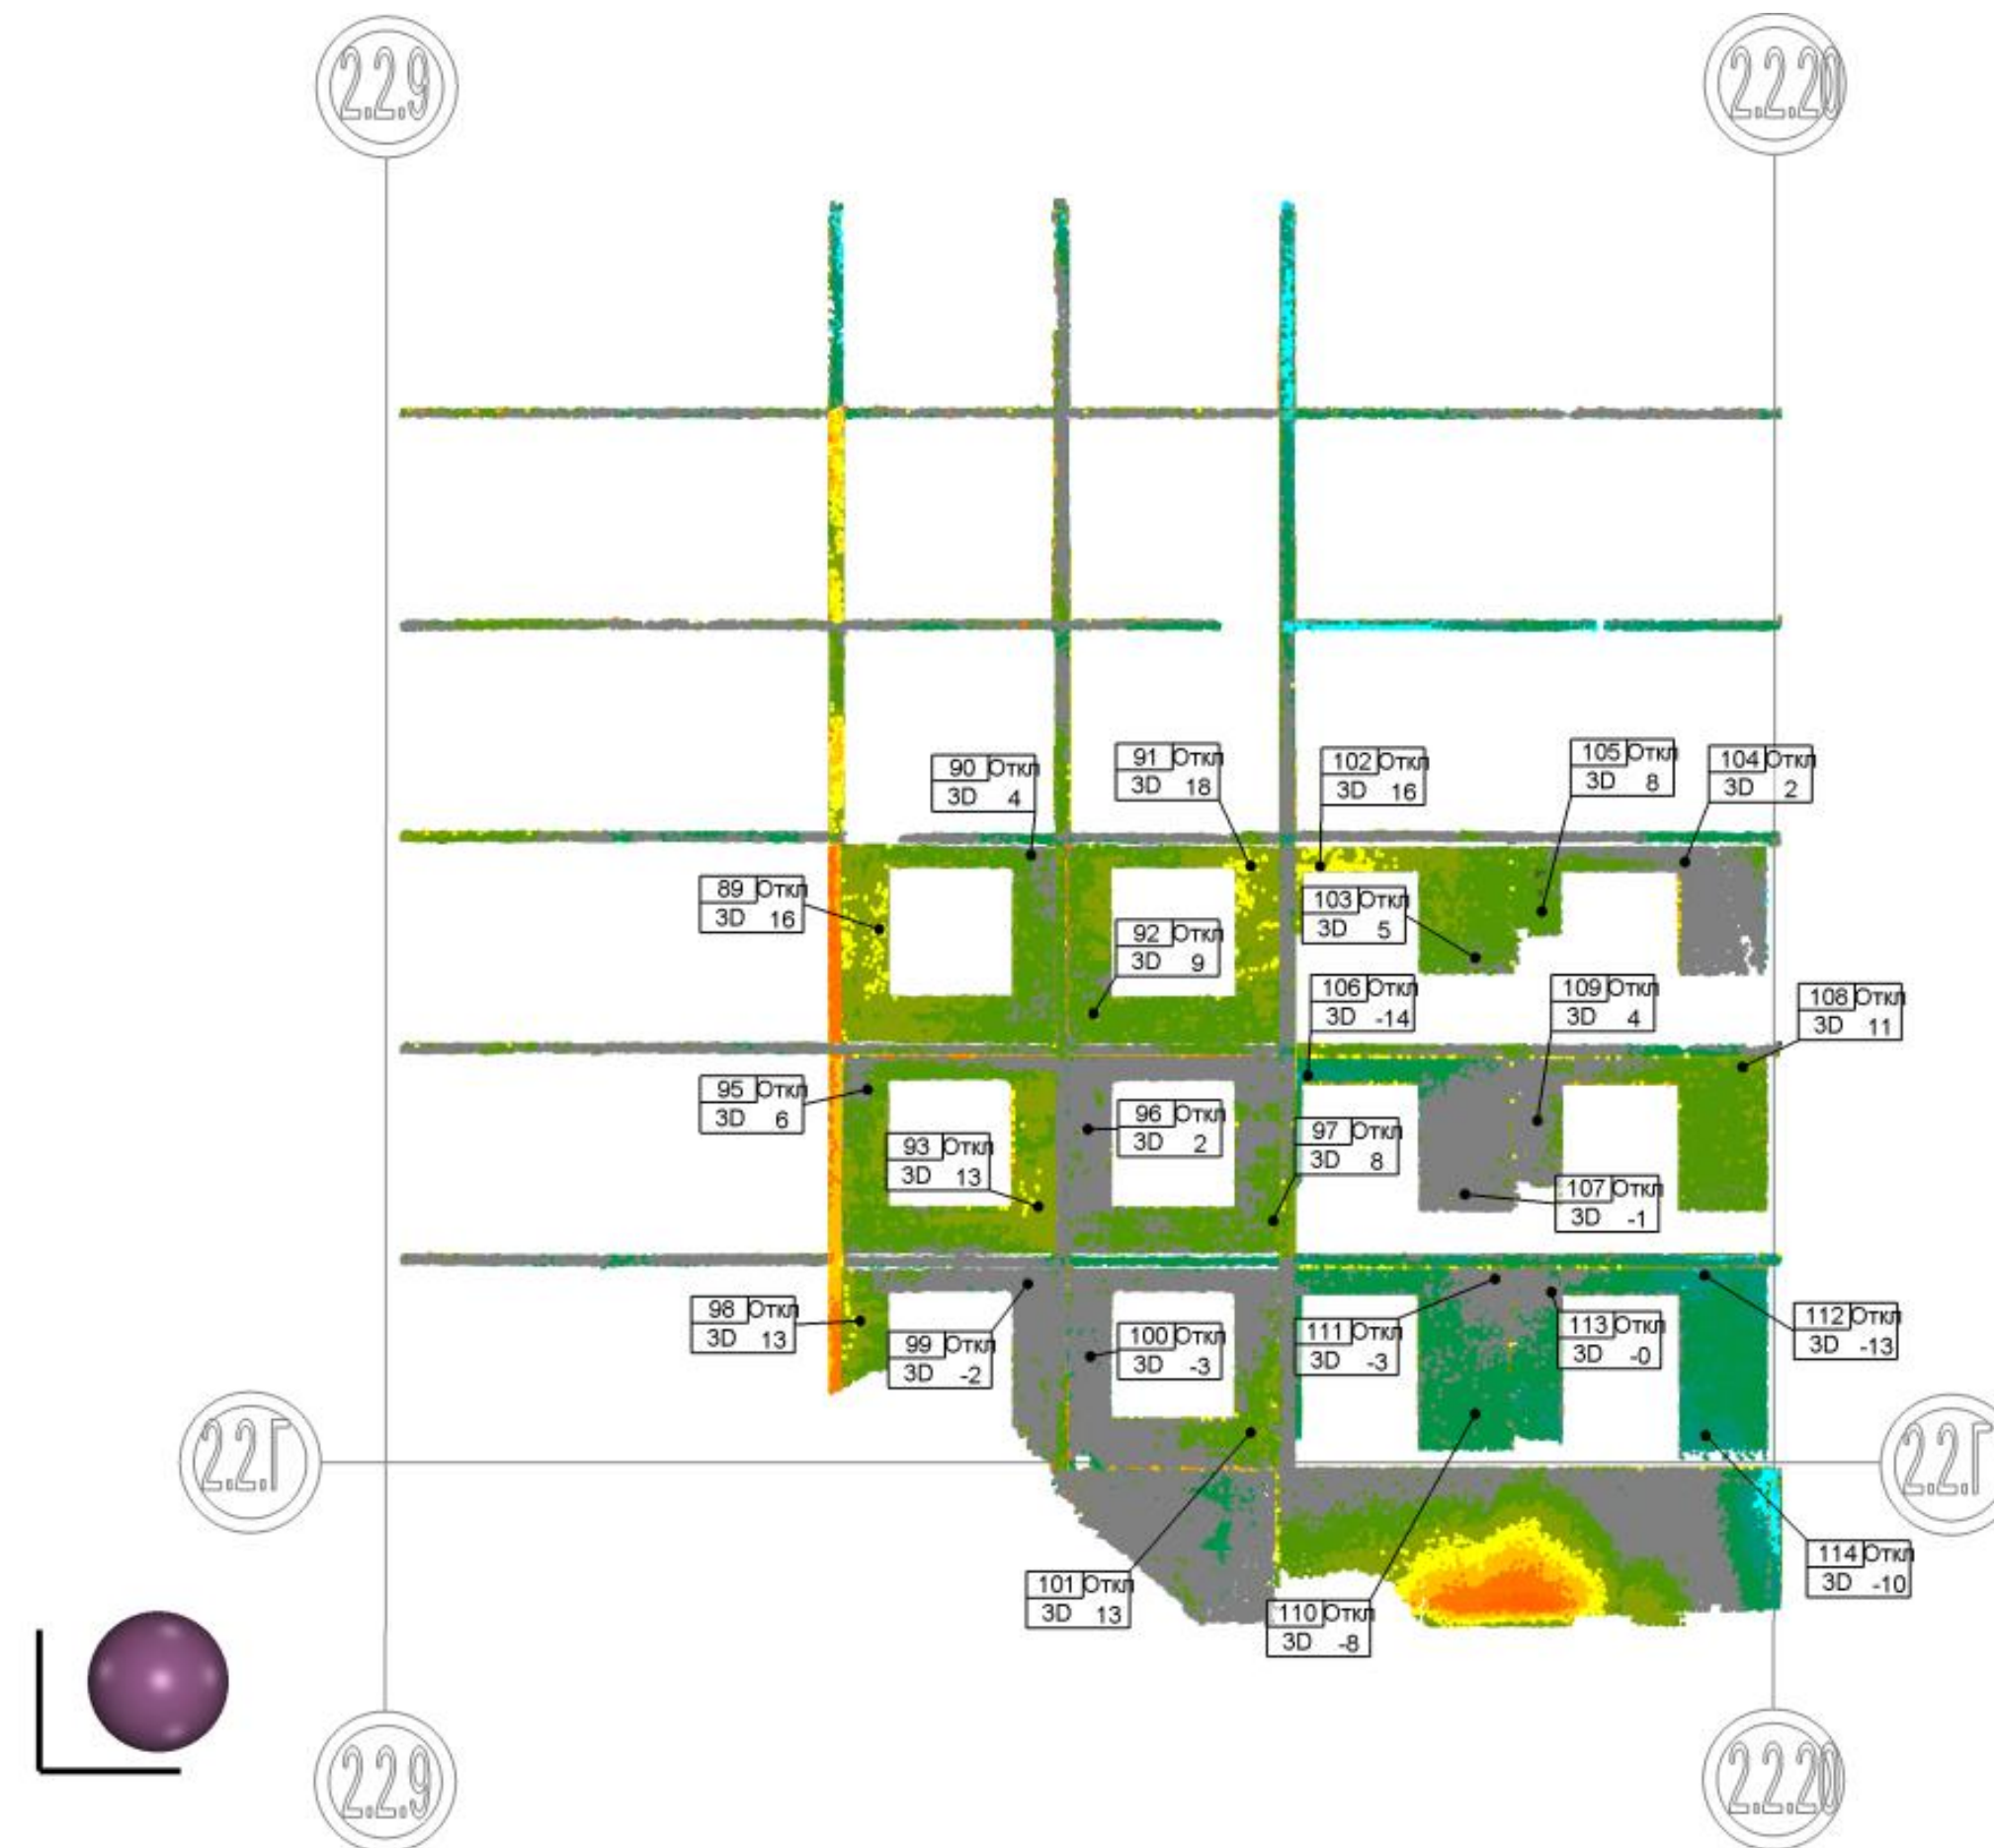 2.2.9
2.2.20
90 Откл
3D 4
91 Откл
3D 18
102 Откл
3D 16
105 Откл
3D 8
104 Откл
3D 2
89 Откл
3D 16
92 Откл
3D 9
103 Откл
3D 5
106 Откл
3D -14
109 Откл
3D 4
108 Откл
3D 11
95 Откл
3D 6
93 Откл
3D 13
96 Откл
3D 2
97 Откл
3D 8
107 Откл
3D -1
98 Откл
3D 13
99 Откл
3D -2
100 Откл
3D -3
111 Откл
3D -3
113 Откл
3D -0
112 Откл
3D -13
2.2.Г
2.2.Г
101 Откл
3D 13
110 Откл
3D -8
114 Откл
3D -10
2.2.9
2.2.20